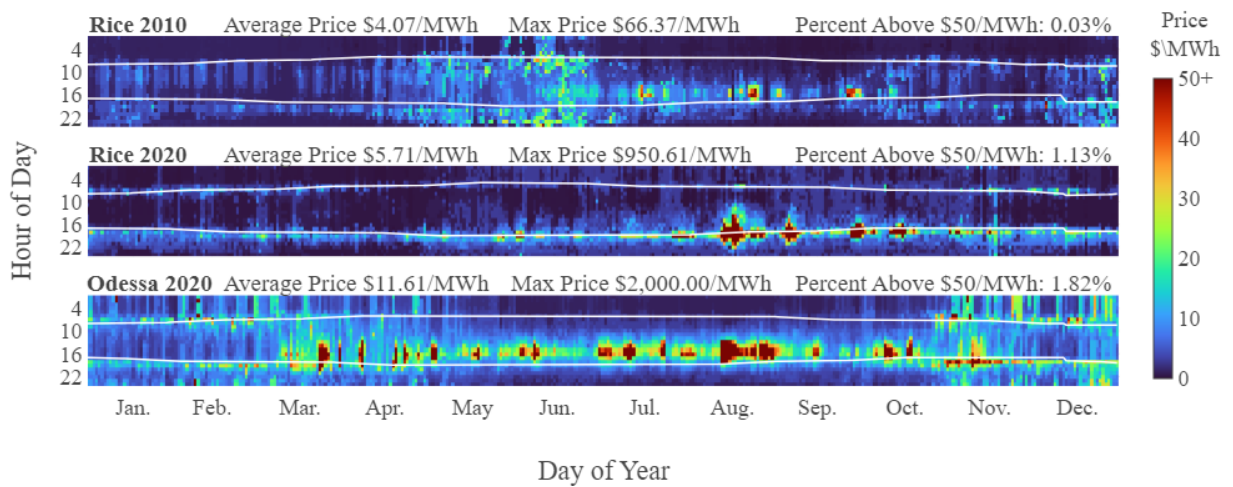 Rice 2010 Average Price $4.07/MWh Max Price $66.37/MWh Percent Above $50/MWh: 0.03%
4
10
16
22
Rice 2020 Average Price $5.71/MWh Max Price $950.61/MWh Percent Above $50/MWh: 1.13%
4
10
16
22
Odessa 2020 Average Price $11.61/MWh Max Price $2,000.00/MWh Percent Above $50/MWh: 1.82%
4
10
16
22
Hour of Day
Jan. Feb. Mar. Apr. May Jun. Jul. Aug. Sep. Oct. Nov. Dec.
Day of Year
Price
$\MWh
50+
40
30
20
10
0